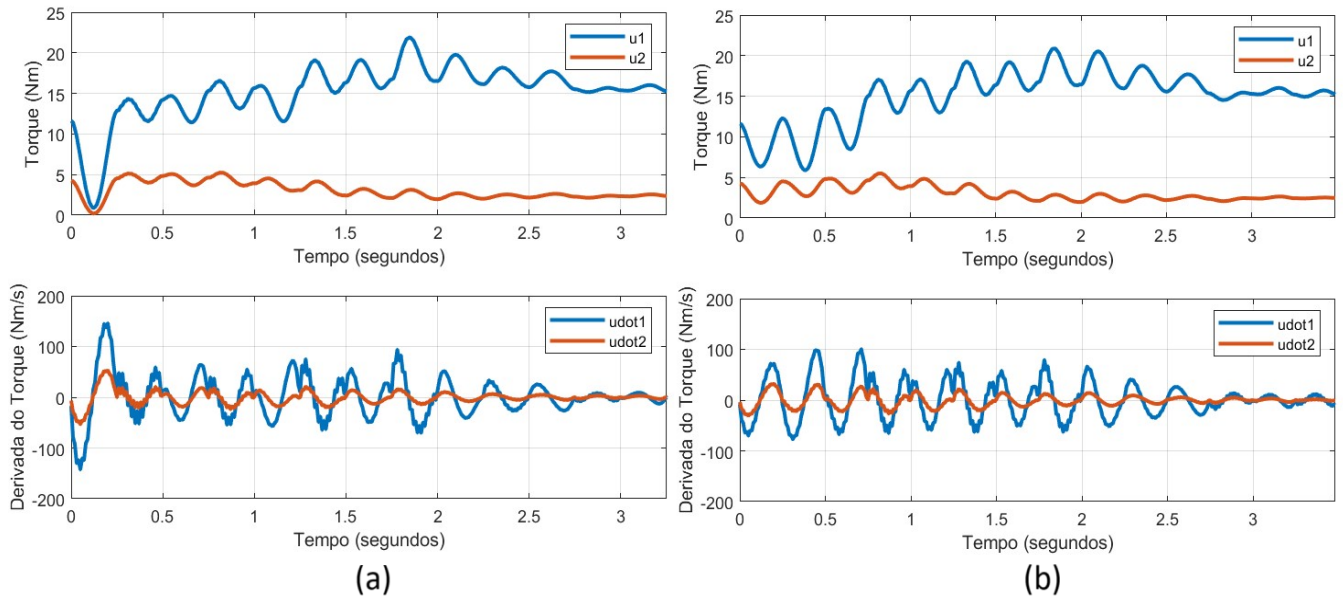 25
20
15
10
5
0
Torque (Nm)
u1
u2
0 0.5 1 1.5 2 2.5 3
Tempo (segundos)
200
100
0
-100
-200
Derivada do Torque (Nm/s)
udot1
udot2
0 0.5 1 1.5 2 2.5 3
Tempo (segundos)
(a)
25
20
15
10
5
0
Torque (Nm)
u1
u2
0 0.5 1 1.5 2 2.5 3
Tempo (segundos)
200
100
0
-100
-200
Derivada do Torque (Nm/s)
udot1
udot2
0 0.5 1 1.5 2 2.5 3
Tempo (segundos)
(b)